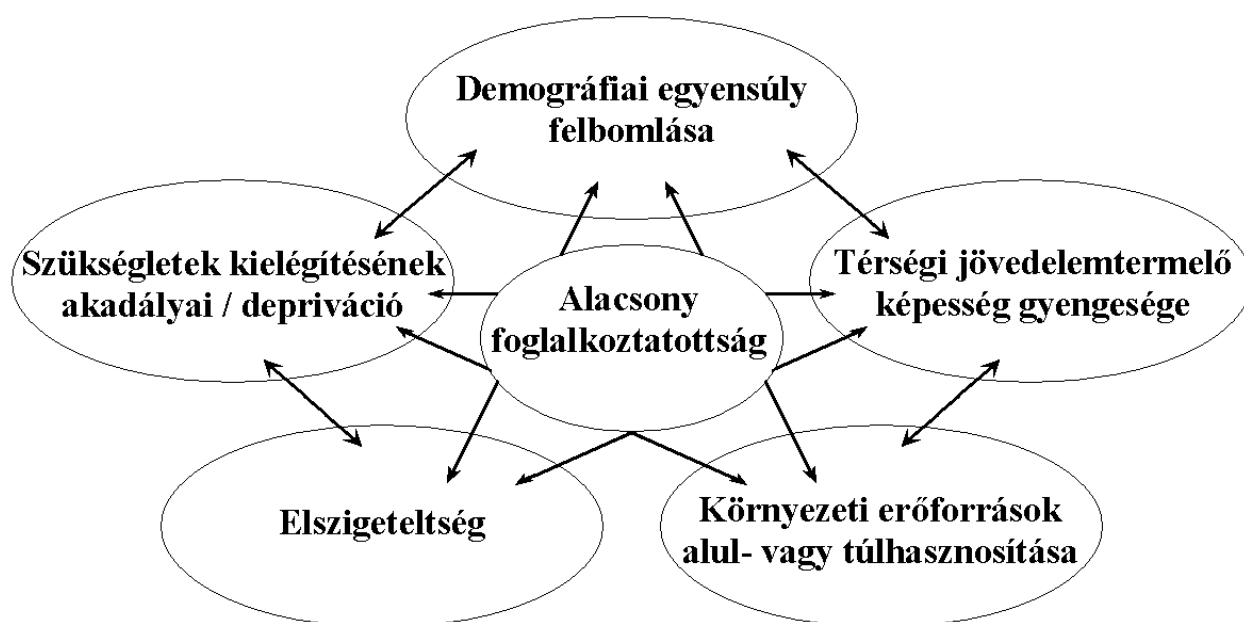 Demográfiai egyensúly
felbomlása
Szükségletek kielégítésének
akadályai / depriváció
Alacsony
foglalkoztatottság
Térségi jövedelemtermelő
képesség gyengesége
Elszigeteltség
Környezeti erőforrások
alul- vagy túlhasznosítása